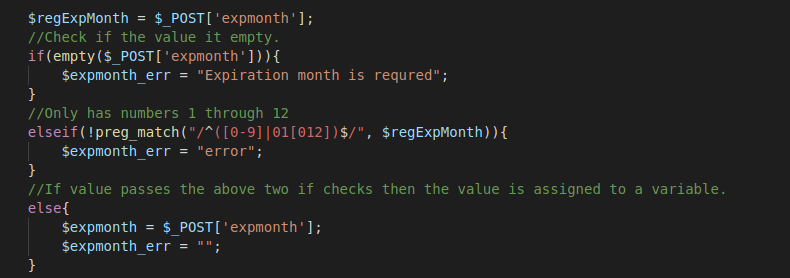 $regExpMonth = $_POST['expmonth'];
//Check if the value it empty.
if(empty($_POST['expmonth'])){
    $expmonth_err = "Expiration month is requred";
}
//Only has numbers 1 through 12
elseif(!preg_match("/^([0-9]|01[012])$/", $regExpMonth)){
    $expmonth_err = "error";
}
//If value passes the above two if checks then the value is assigned to a variable.
else{
    $expmonth = $_POST['expmonth'];
    $expmonth_err = "";
}